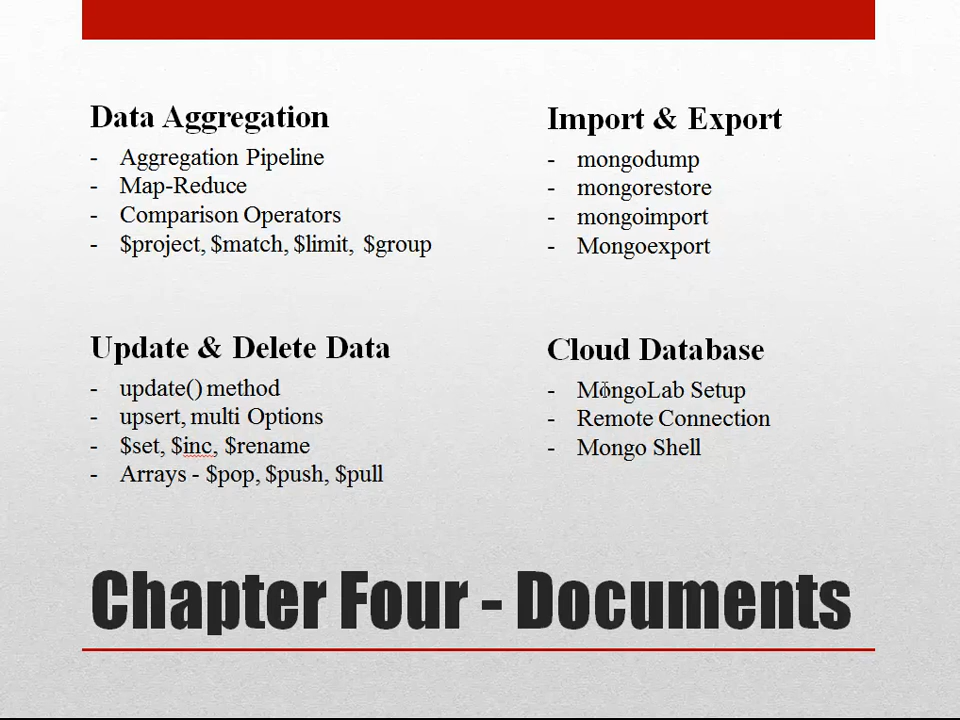 Data Aggregation
- Aggregation Pipeline
- Map-Reduce
- Comparison Operators
- $project, $match, $limit, $group
Import & Export
- mongodump
- mongorestore
- mongoimport
- Mongoexport
Update & Delete Data
- update() method
- upsert, multi Options
- $set, $inc, $rename
- Arrays - $pop, $push, $pull
Cloud Database
- MongoLab Setup
- Remote Connection
- Mongo Shell
Chapter Four - Documents